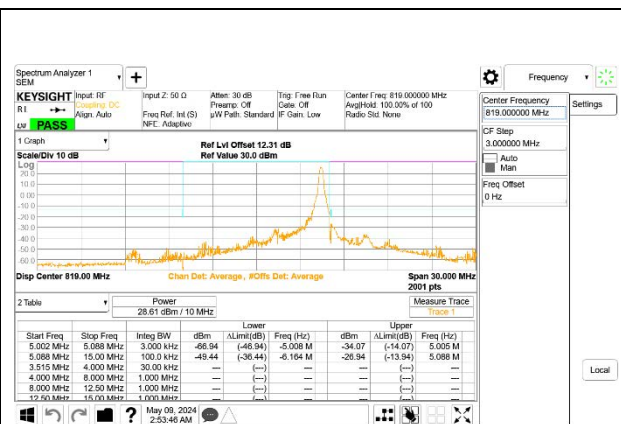 Spectrum Analyzer 1
SEM
Frequency
KEYSIGHT
Input: RF
Coupling: DC
Align: Auto
Input Z: 50 Ω
Freq Ref: Int (S)
NFE: Adaptive
Atten: 30 dB
Preamp: Off
µW Path: Standard
Trig: Free Run
Gate: Off
IF Gain: Low
Center Freq: 819.000000 MHz
Avg|Hold: 100.00% of 100
Radio Std: None
PASS
Center Frequency
819.000000 MHz
Settings
CF Step
3.000000 MHz
Auto
Man
Freq Offset
0 Hz
1 Graph
Scale/Div 10 dB
Ref Lvl Offset 12.31 dB
Ref Value 30.0 dBm
Log
20.0
10.0
0.00
-10.0
-20.0
-30.0
-40.0
-50.0
-60.0
Disp Center 819.00 MHz
Chan Det: Average, #Offs Det: Average
Span 30.000 MHz
2001 pts
2 Table
Power
28.61 dBm / 10 MHz
Measure Trace
Trace 1
Lower Upper
Start Freq Stop Freq Integ BW dBm ΔLimit(dB) Freq (Hz) dBm ΔLimit(dB) Freq (Hz)
5.002 MHz 5.088 MHz 3.000 kHz -66.94 (-46.94) -5.008 M -34.07 (-14.07) 5.005 M
5.088 MHz 15.00 MHz 100.0 kHz -49.44 (-36.44) -6.164 M -26.94 (-13.94) 5.088 M
3.515 MHz 4.000 MHz 30.00 kHz --- (---) --- --- (---) ---
4.000 MHz 8.000 MHz 1.000 MHz --- (---) --- --- (---) ---
8.000 MHz 12.50 MHz 1.000 MHz --- (---) --- --- (---) ---
12.50 MHz 15.00 MHz 1.000 MHz --- (---) --- --- (---) ---
Local
May 09, 2024
2:53:46 AM